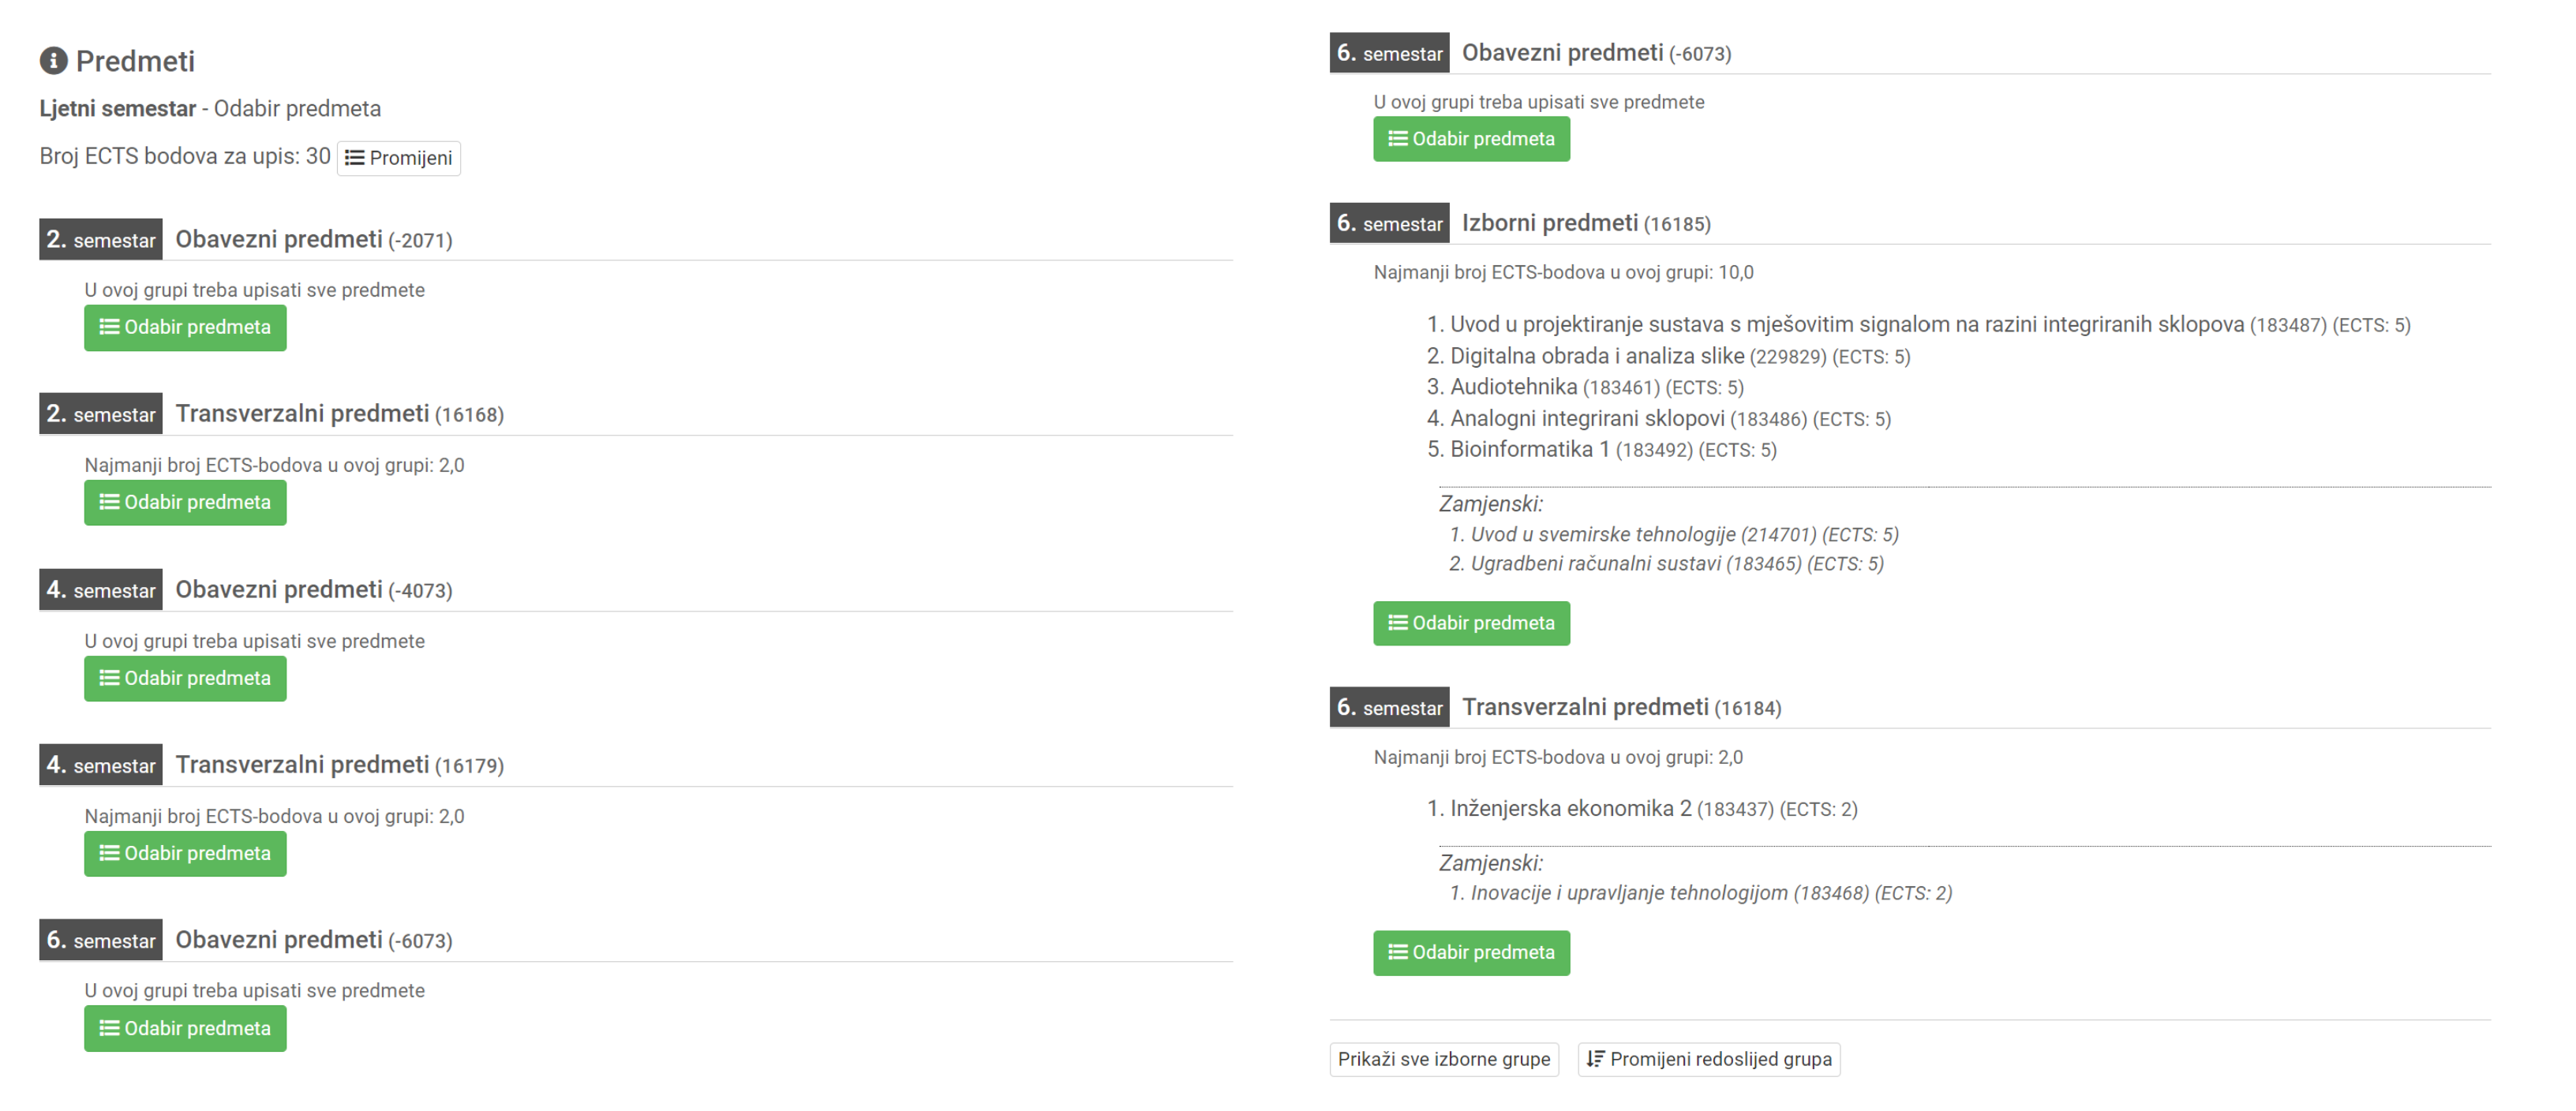 Predmeti
Ljetni semestar - Odabir predmeta
Broj ECTS bodova za upis: 30 Promijeni
2. semestar Obavezni predmeti (-2071)
U ovoj grupi treba upisati sve predmete
Odabir predmeta
2. semestar Transverzalni predmeti (16168)
Najmanji broj ECTS-bodova u ovoj grupi: 2,0
Odabir predmeta
4. semestar Obavezni predmeti (-4073)
U ovoj grupi treba upisati sve predmete
Odabir predmeta
4. semestar Transverzalni predmeti (16179)
Najmanji broj ECTS-bodova u ovoj grupi: 2,0
Odabir predmeta
6. semestar Obavezni predmeti (-6073)
U ovoj grupi treba upisati sve predmete
Odabir predmeta
6. semestar Obavezni predmeti (-6073)
U ovoj grupi treba upisati sve predmete
Odabir predmeta
6. semestar Izborni predmeti (16185)
Najmanji broj ECTS-bodova u ovoj grupi: 10,0
1. Uvod u projektiranje sustava s mješovitim signalom na razini integriranih sklopova (183487) (ECTS: 5)
2. Digitalna obrada i analiza slike (229829) (ECTS: 5)
3. Audiotehnika (183461) (ECTS: 5)
4. Analogni integrirani sklopovi (183486) (ECTS: 5)
5. Bioinformatika 1 (183492) (ECTS: 5)
Zamjenski:
1. Uvod u svemirske tehnologije (214701) (ECTS: 5)
2. Ugradbeni računalni sustavi (183465) (ECTS: 5)
Odabir predmeta
6. semestar Transverzalni predmeti (16184)
Najmanji broj ECTS-bodova u ovoj grupi: 2,0
1. Inženjerska ekonomika 2 (183437) (ECTS: 2)
Zamjenski:
1. Inovacije i upravljanje tehnologijom (183468) (ECTS: 2)
Odabir predmeta
Prikaži sve izborne grupe Promijeni redoslijed grupa